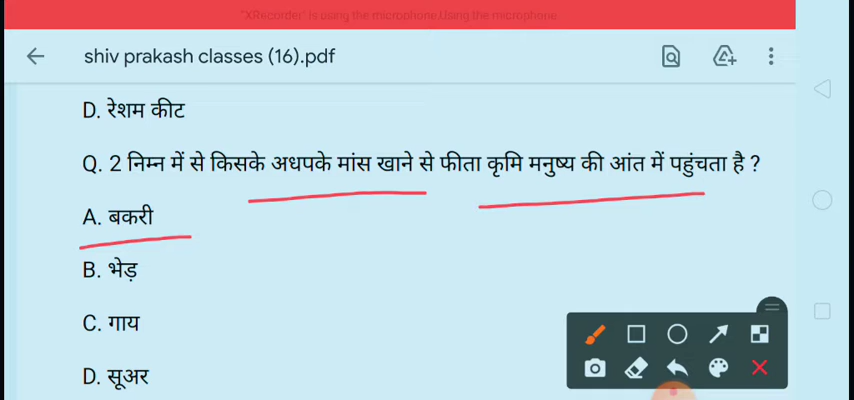 "XRecorder" is using the microphone.Using the microphone
shiv prakash classes (16).pdf
D. रेशम कीट
Q. 2 निम्न में से किसके अधपके मांस खाने से फीता कृमि मनुष्य की आंत में पहुंचता है ?
A. बकरी
B. भेड़
C. गाय
D. सूअर